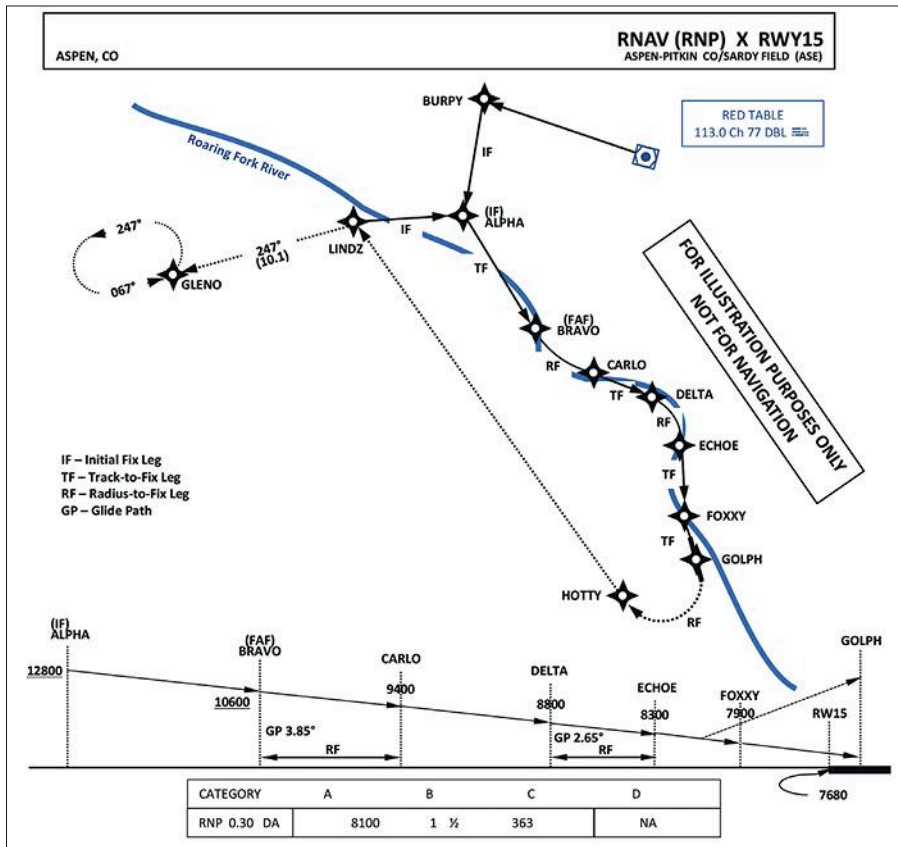 RNAV (RNP) X RWY15
ASPEN, CO
ASPEN-PITKIN CO/SARDY FIELD (ASE)
BURPY
RED TABLE
113.0 Ch 77 DBL
Roaring Fork River
IF
(IF)
ALPHA
247°
247°
(10.1)
LINDZ
IF
067°
GLENO
TF
(FAF)
BRAVO
RF
CARLO
TF
DELTA
RF
ECHOE
TF
FOXXY
TF
GOLPH
HOTTY
RF
FOR ILLUSTRATION PURPOSES ONLY
NOT FOR NAVIGATION
IF – Initial Fix Leg
TF – Track-to-Fix Leg
RF – Radius-to-Fix Leg
GP – Glide Path
(IF)
ALPHA
(FAF)
BRAVO
CARLO
DELTA
ECHOE
FOXXY
GOLPH
12800
10600
9400
8800
8300
7900
RW15
GP 3.85°
RF
GP 2.65°
RF
7680
CATEGORY A B C D
RNP 0.30 DA 8100 1 ½ 363 NA